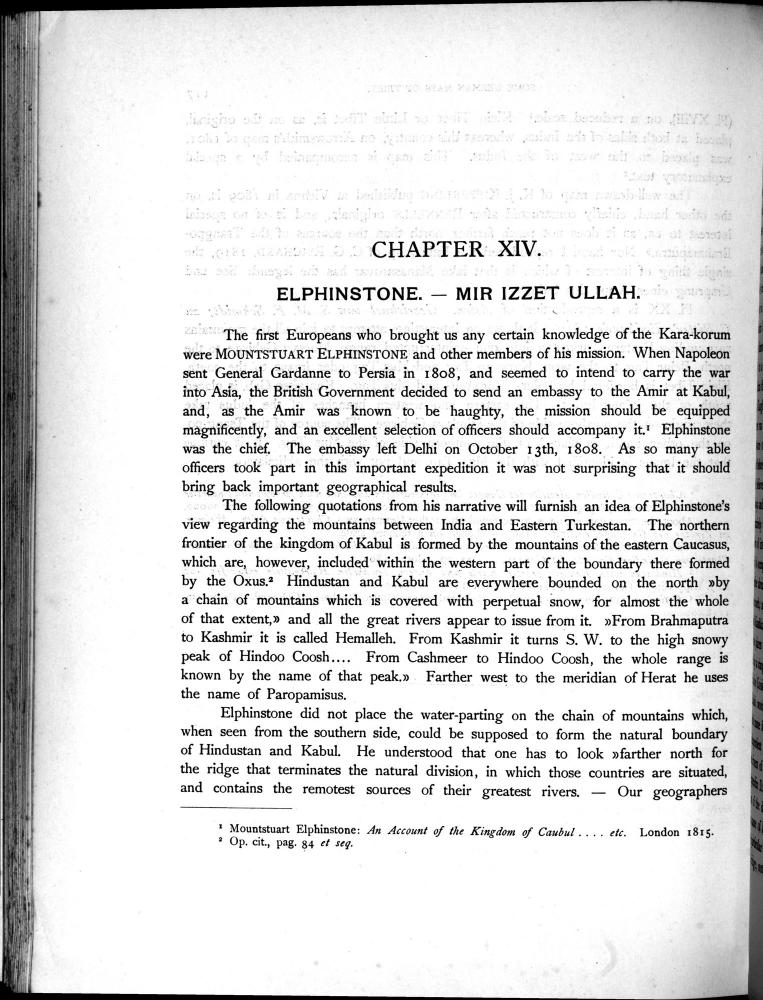 CHAPTER XIV.
ELPHINSTONE. — MIR IZZET ULLAH.
The first Europeans who brought us any certain knowledge of the Kara-korum
were MOUNTSTUART ELPHINSTONE and other members of his mission. When Napoleon
sent General Gardanne to Persia in 1808, and seemed to intend to carry the war
into Asia, the British Government decided to send an embassy to the Amir at Kabul,
and, as the Amir was known to be haughty, the mission should be equipped
magnificently, and an excellent selection of officers should accompany it.¹ Elphinstone
was the chief. The embassy left Delhi on October 13th, 1808. As so many able
officers took part in this important expedition it was not surprising that it should
bring back important geographical results.
The following quotations from his narrative will furnish an idea of Elphinstone's
view regarding the mountains between India and Eastern Turkestan. The northern
frontier of the kingdom of Kabul is formed by the mountains of the eastern Caucasus,
which are, however, included within the western part of the boundary there formed
by the Oxus.² Hindustan and Kabul are everywhere bounded on the north »by
a chain of mountains which is covered with perpetual snow, for almost the whole
of that extent,» and all the great rivers appear to issue from it. »From Brahmaputra
to Kashmir it is called Hemalleh. From Kashmir it turns S. W. to the high snowy
peak of Hindoo Coosh.... From Cashmeer to Hindoo Coosh, the whole range is
known by the name of that peak.» Farther west to the meridian of Herat he uses
the name of Paropamisus.
Elphinstone did not place the water-parting on the chain of mountains which,
when seen from the southern side, could be supposed to form the natural boundary
of Hindustan and Kabul. He understood that one has to look »farther north for
the ridge that terminates the natural division, in which those countries are situated,
and contains the remotest sources of their greatest rivers. — Our geographers
¹ Mountstuart Elphinstone: An Account of the Kingdom of Caubul .... etc. London 1815.
² Op. cit., pag. 84 et seq.